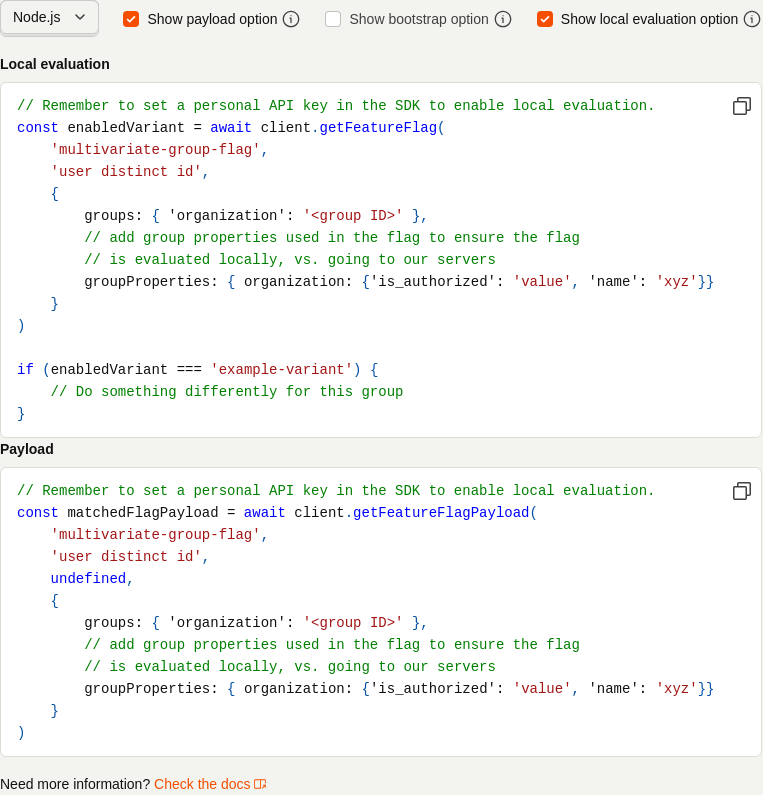 Node.js Show payload option Show bootstrap option Show local evaluation option
Local evaluation
// Remember to set a personal API key in the SDK to enable local evaluation.
const enabledVariant = await client.getFeatureFlag(
    'multivariate-group-flag',
    'user distinct id',
    {
        groups: { 'organization': '<group ID>' },
        // add group properties used in the flag to ensure the flag
        // is evaluated locally, vs. going to our servers
        groupProperties: { organization: {'is_authorized': 'value', 'name': 'xyz'}}
    }
)

if (enabledVariant === 'example-variant') {
    // Do something differently for this group
}
Payload
// Remember to set a personal API key in the SDK to enable local evaluation.
const matchedFlagPayload = await client.getFeatureFlagPayload(
    'multivariate-group-flag',
    'user distinct id',
    undefined,
    {
        groups: { 'organization': '<group ID>' },
        // add group properties used in the flag to ensure the flag
        // is evaluated locally, vs. going to our servers
        groupProperties: { organization: {'is_authorized': 'value', 'name': 'xyz'}}
    }
)
Need more information? Check the docs